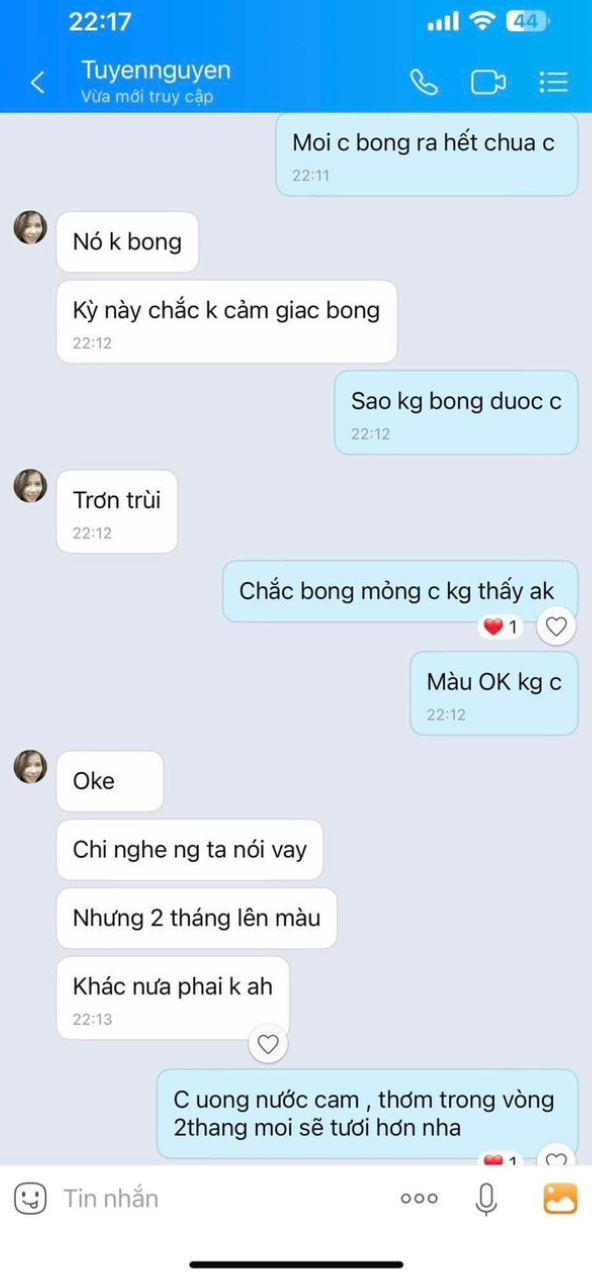 22:17
44
Tuyennguyen
Vừa mới truy cập
Moi c bong ra hết chua c
22:11
Nó k bong
Kỳ này chắc k cảm giac bong
22:12
Sao kg bong duoc c
22:12
Trơn trùi
22:12
Chắc bong mỏng c kg thấy ak
1
Màu OK kg c
22:12
Oke
Chi nghe ng ta nói vay
Nhưng 2 tháng lên màu
Khác nưa phai k ah
22:13
C uong nước cam , thơm trong vòng
2thang moi sẽ tươi hơn nha
1
Tin nhắn